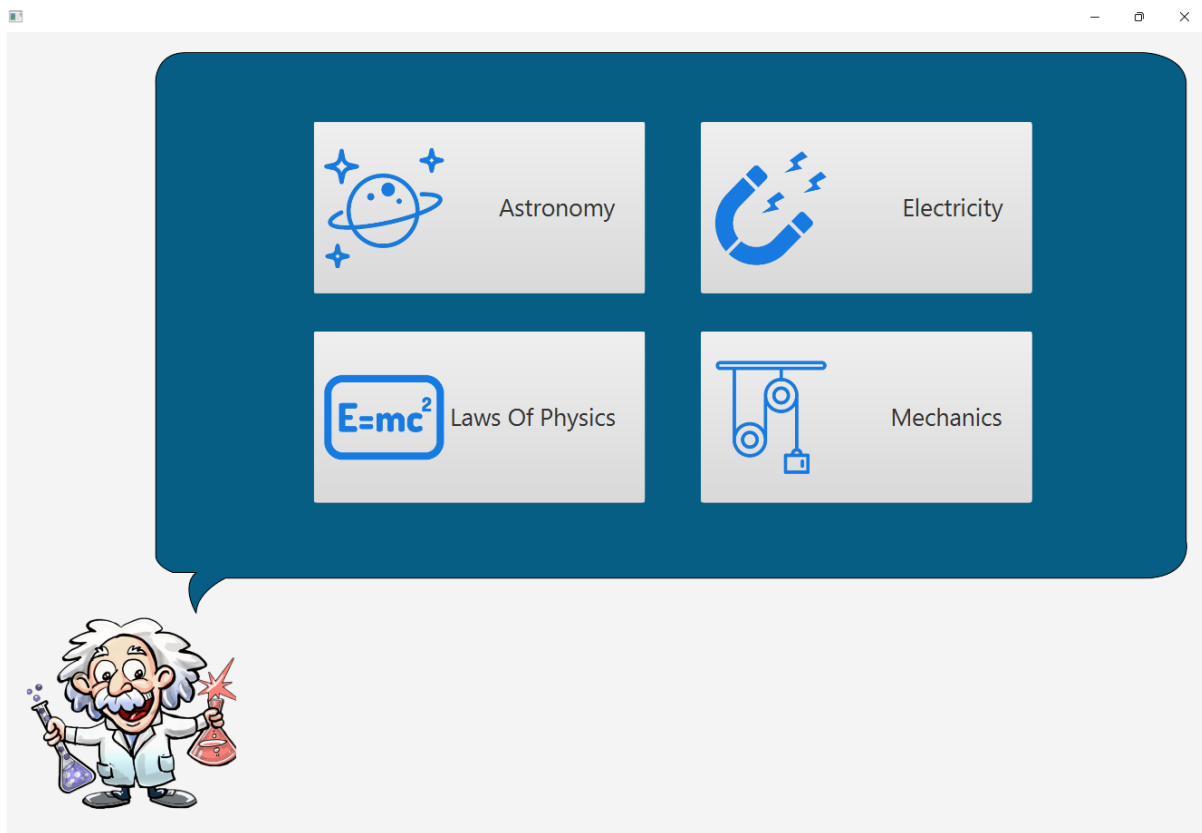 Astronomy
Electricity
E=mc²
Laws Of Physics
Mechanics